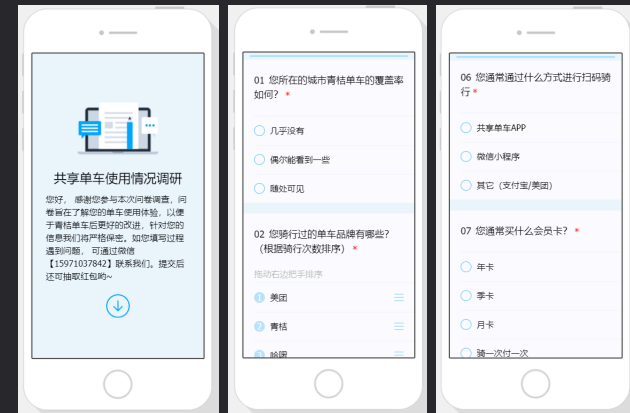 共享单车使用情况调研
您好， 感谢您参与本次问卷调查，问
卷旨在了解您的单车使用体验，以便
于青桔单车后更好的改进，针对您的
信息我们将严格保密。如您填写过程
遇到问题， 可通过微信
【15971037842】联系我们。提交后
还可抽取红包哟~
01 您所在的城市青桔单车的覆盖率
如何？ *
几乎没有
偶尔能看到一些
随处可见
02 您骑行过的单车品牌有哪些？
（根据骑行次数排序） *
拖动右边把手排序
1 美团
2 青桔
3 哈啰
06 您通常通过什么方式进行扫码骑
行 *
共享单车APP
微信小程序
其它（支付宝/美团）
07 您通常买什么会员卡？ *
年卡
季卡
月卡
骑一次付一次